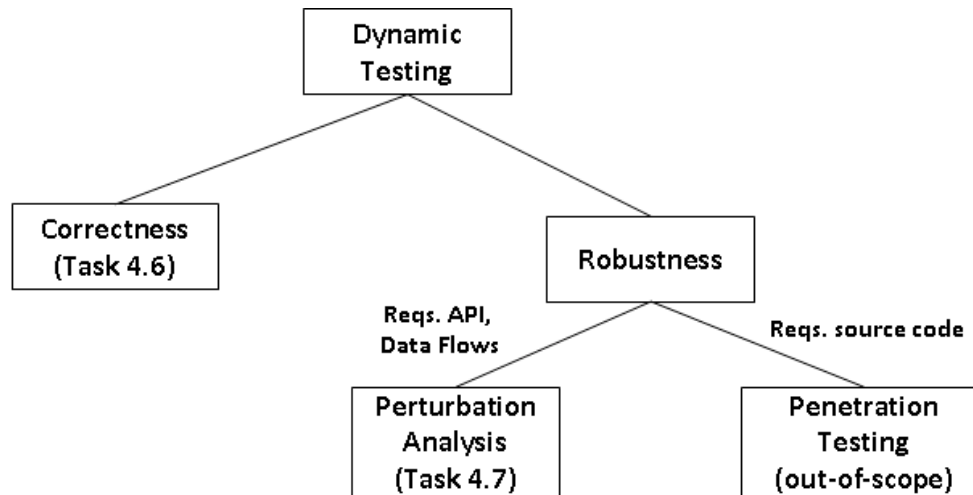 Dynamic
Testing
Correctness
(Task 4.6)
Robustness
Reqs. API,
Data Flows
Reqs. source code
Perturbation
Analysis
(Task 4.7)
Penetration
Testing
(out-of-scope)